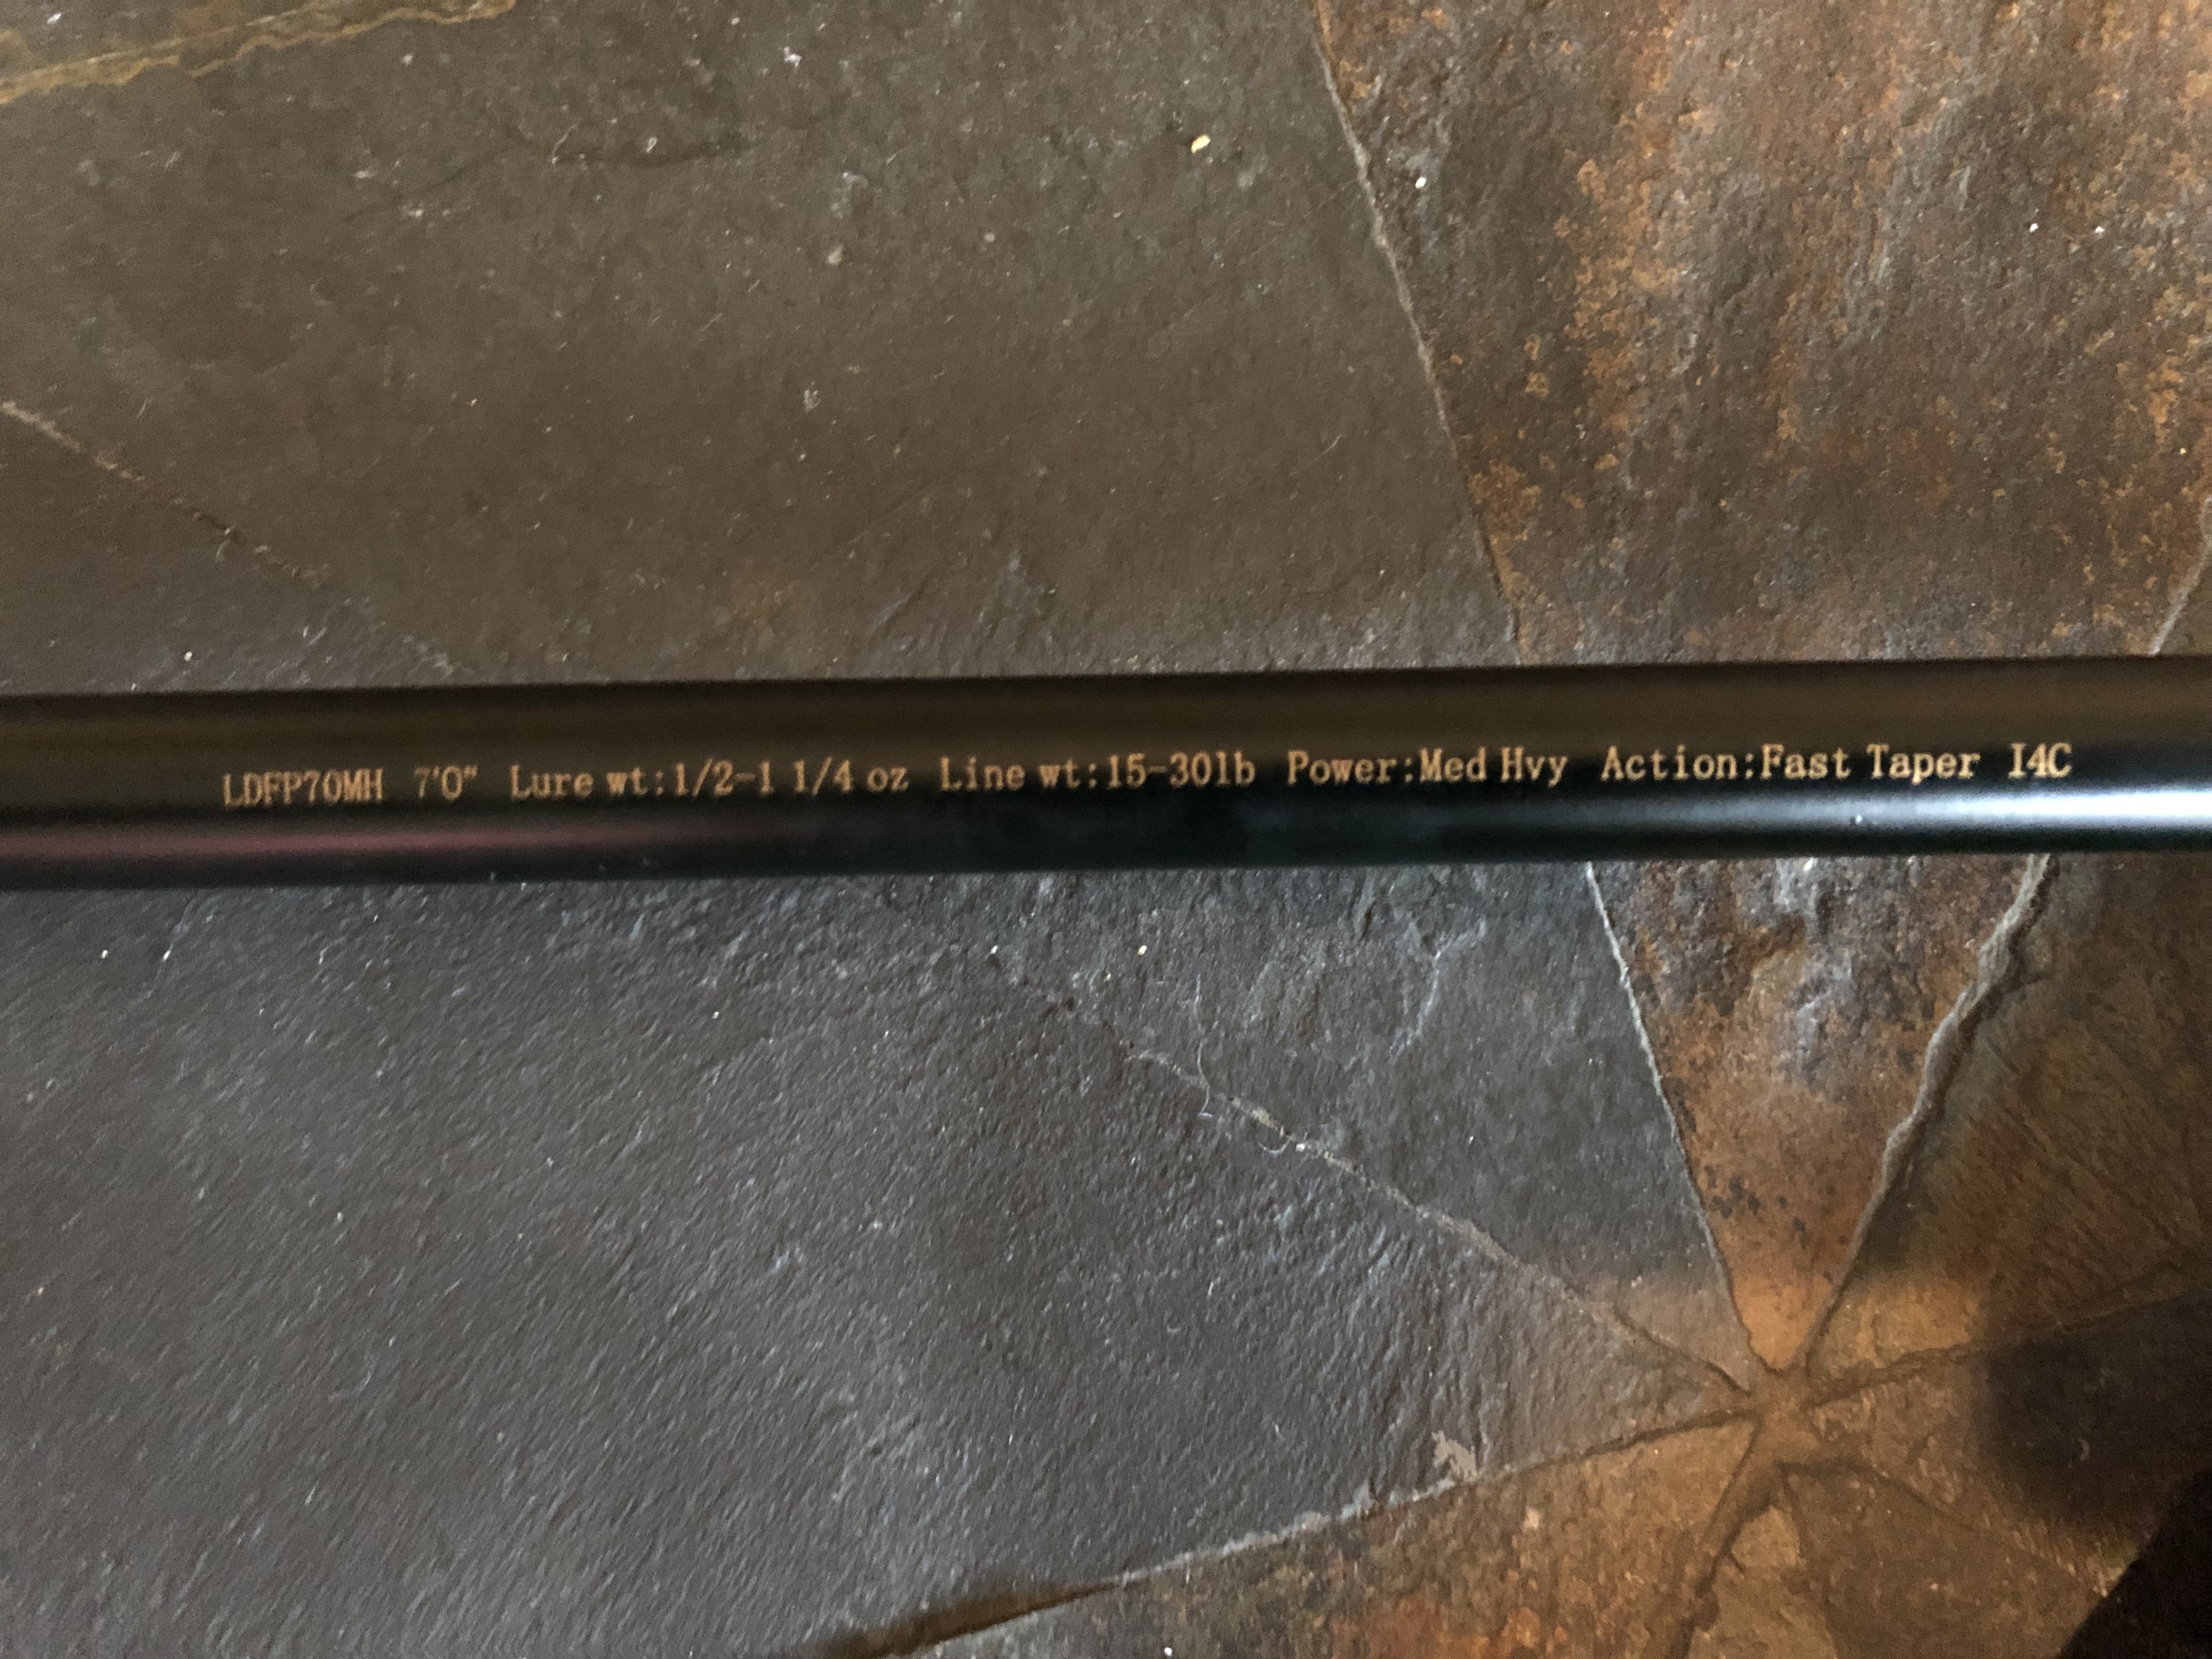 LDFP70MH 7'0" Lure wt:1/2-1 1/4 oz Line wt:15-30lb Power:Med Hvy Action:Fast Taper I4C